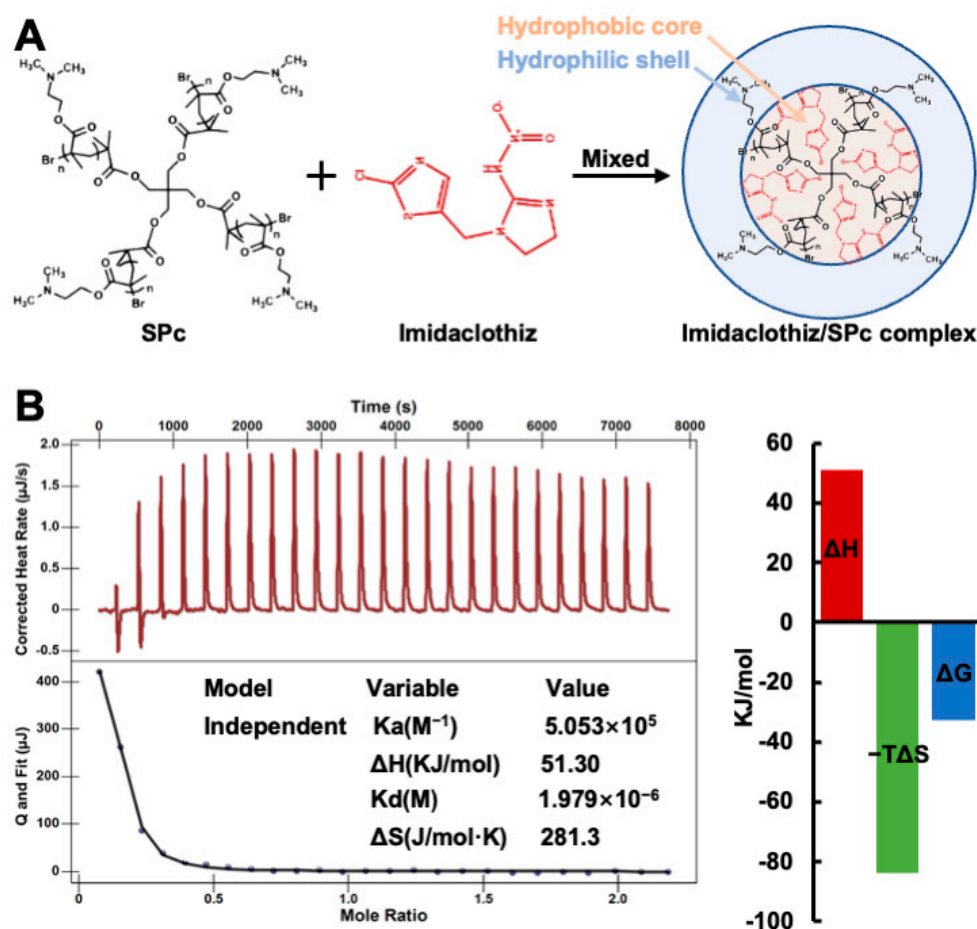 A
Hydrophobic core
Hydrophilic shell
Mixed
SPc
+
Imidaclothiz
Imidaclothiz/SPc complex
B
Time (s)
0 1000 2000 3000 4000 5000 6000 7000 8000
Corrected Heat Rate (µJ/s)
2.0
1.5
1.0
0.5
0
-0.5
Q and Fit (µJ)
400
300
200
100
0
Model Variable Value
Independent Ka(M⁻¹) 5.053×10⁵
ΔH(KJ/mol) 51.30
Kd(M) 1.979×10⁻⁶
ΔS(J/mol·K) 281.3
0 0.5 1.0 1.5 2.0
Mole Ratio
KJ/mol
60
40
20
0
-20
-40
-60
-80
-100
ΔH
−TΔS
ΔG